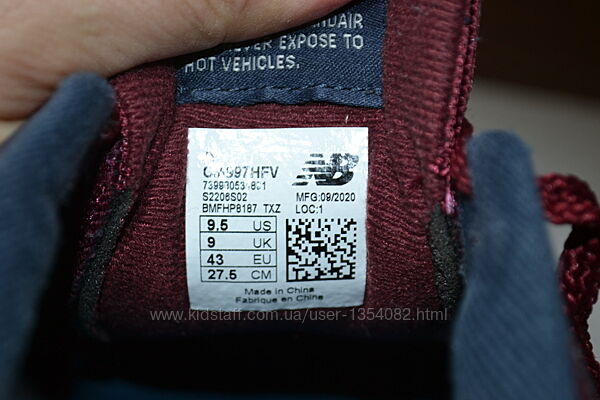 NEVER EXPOSE TO
HOT VEHICLES.
NB
S2206S02
MFG:09/2020
BMFHP8187 TXZ
LOC:1
9.5 US
9 UK
43 EU
27.5 CM
Made in China
Fabriqué en Chine
www.kidstaff.com.ua/user-1354082.html